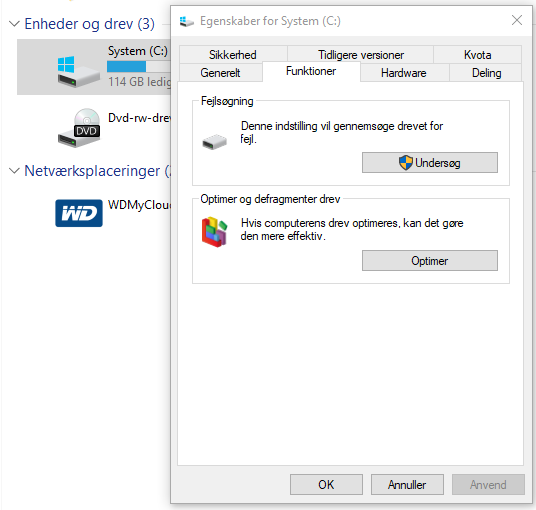 Enheder og drev (3)
System (C:)
114 GB ledig
DVD
Dvd-rw-drev
Netværksplaceringer (
WD
WDMyClou
Egenskaber for System (C:)
Sikkerhed
Tidligere versioner
Kvota
Generelt
Funktioner
Hardware
Deling
Fejlsøgning
Denne indstilling vil gennemsøge drevet for
fejl.
Undersøg
Optimer og defragmenter drev
Hvis computerens drev optimeres, kan det gøre
den mere effektiv.
Optimer
OK
Annuller
Anvend